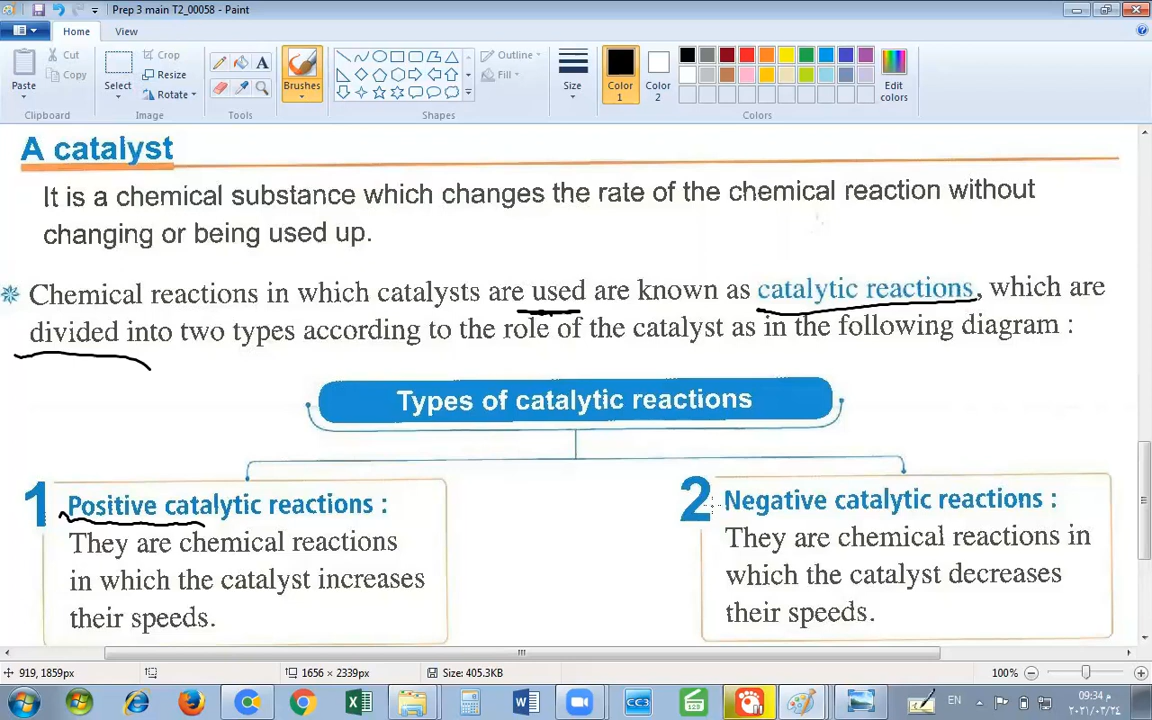 Prep 3 main T2_00058 - Paint
Home View
Paste
Cut
Copy
Clipboard
Select
Crop
Resize
Rotate
Image
Tools
Brushes
Shapes
Outline
Fill
Size
Color 1
Color 2
Edit colors
Colors
A catalyst
It is a chemical substance which changes the rate of the chemical reaction without
changing or being used up.
Chemical reactions in which catalysts are used are known as catalytic reactions, which are
divided into two types according to the role of the catalyst as in the following diagram :
Types of catalytic reactions
1 Positive catalytic reactions :
They are chemical reactions
in which the catalyst increases
their speeds.
2 Negative catalytic reactions :
They are chemical reactions in
which the catalyst decreases
their speeds.
919, 1859px 1656 × 2339px Size: 405.3KB 100%
CC3
123
EN
09:34 م
٢٠٢١/٠٣/٢٤